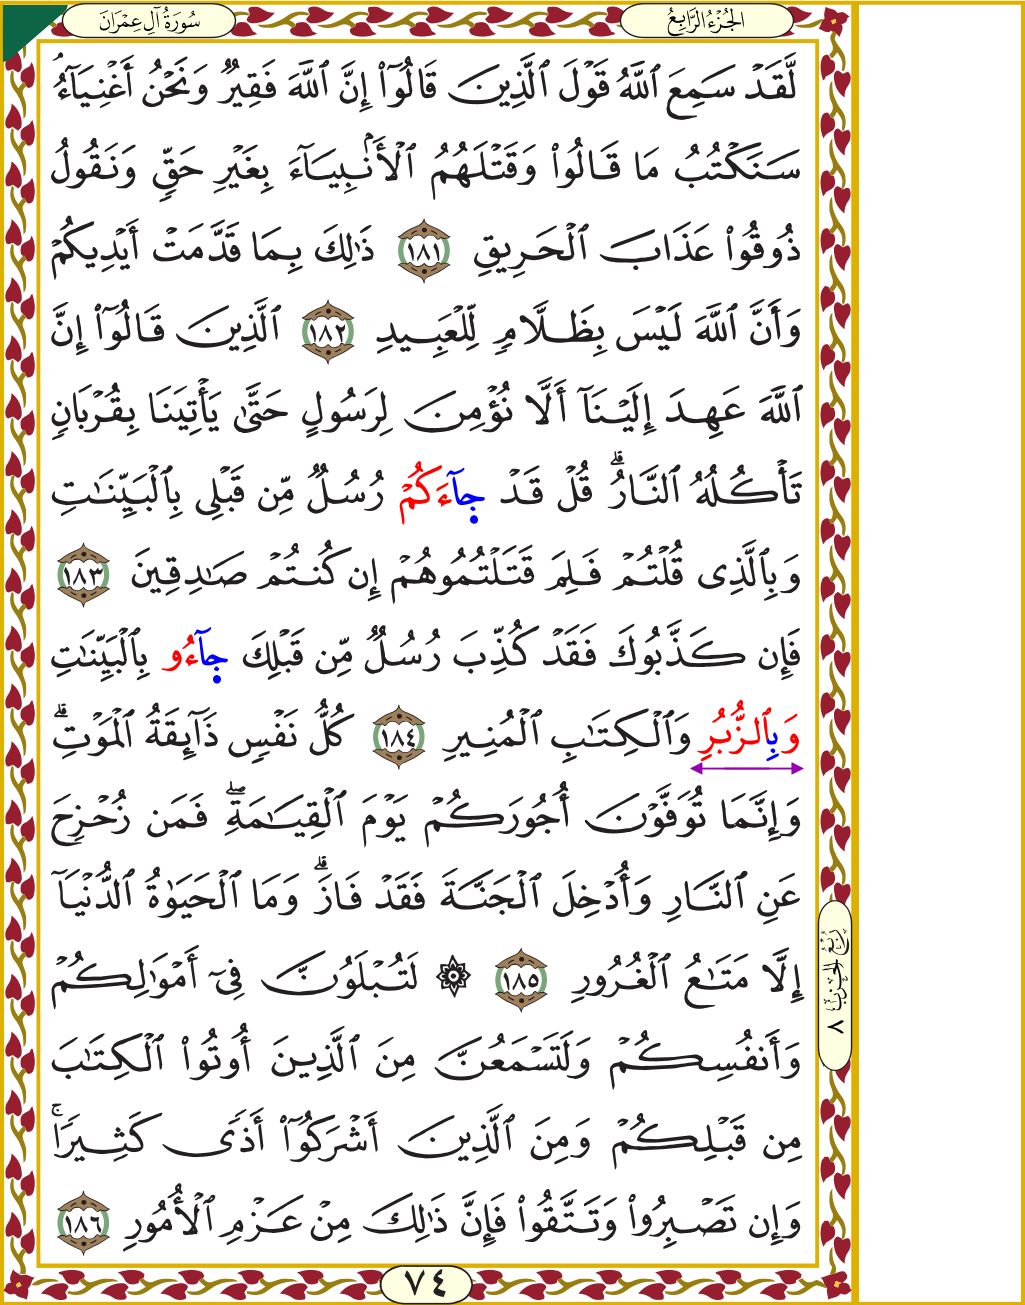 سُورَةُ آلِ عِمْرَانَ
الجُزْءُ الرَّابِعُ
لَّقَدْ سَمِعَ ٱللَّهُ قَوْلَ ٱلَّذِينَ قَالُوٓا۟ إِنَّ ٱللَّهَ فَقِيرٌ وَنَحْنُ أَغْنِيَآءُ ۘ
سَنَكْتُبُ مَا قَالُوا۟ وَقَتْلَهُمُ ٱلْأَنۢبِيَآءَ بِغَيْرِ حَقٍّ وَنَقُولُ
ذُوقُوا۟ عَذَابَ ٱلْحَرِيقِ ١٨١ ذَٰلِكَ بِمَا قَدَّمَتْ أَيْدِيكُمْ
وَأَنَّ ٱللَّهَ لَيْسَ بِظَلَّامٍ لِّلْعَبِيدِ ١٨٢ ٱلَّذِينَ قَالُوٓا۟ إِنَّ
ٱللَّهَ عَهِدَ إِلَيْنَآ أَلَّا نُؤْمِنَ لِرَسُولٍ حَتَّىٰ يَأْتِيَنَا بِقُرْبَانٍ
تَأْكُلُهُ ٱلنَّارُ ۗ قُلْ قَدْ جَآءَكُمْ رُسُلٌ مِّن قَبْلِى بِٱلْبَيِّنَٰتِ
وَبِٱلَّذِى قُلْتُمْ فَلِمَ قَتَلْتُمُوهُمْ إِن كُنتُمْ صَٰدِقِينَ ١٨٣
فَإِن كَذَّبُوكَ فَقَدْ كُذِّبَ رُسُلٌ مِّن قَبْلِكَ جَآءُو بِٱلْبَيِّنَٰتِ
وَبِٱلزُّبُرِ وَٱلْكِتَٰبِ ٱلْمُنِيرِ ١٨٤ كُلُّ نَفْسٍ ذَآئِقَةُ ٱلْمَوْتِ ۗ
وَإِنَّمَا تُوَفَّوْنَ أُجُورَكُمْ يَوْمَ ٱلْقِيَٰمَةِ ۖ فَمَن زُحْزِحَ
عَنِ ٱلنَّارِ وَأُدْخِلَ ٱلْجَنَّةَ فَقَدْ فَازَ ۗ وَمَا ٱلْحَيَوٰةُ ٱلدُّنْيَآ
إِلَّا مَتَٰعُ ٱلْغُرُورِ ١٨٥ ۞ لَتُبْلَوُنَّ فِىٓ أَمْوَٰلِكُمْ
وَأَنفُسِكُمْ وَلَتَسْمَعُنَّ مِنَ ٱلَّذِينَ أُوتُوا۟ ٱلْكِتَٰبَ
مِن قَبْلِكُمْ وَمِنَ ٱلَّذِينَ أَشْرَكُوٓا۟ أَذًى كَثِيرًا ۚ
وَإِن تَصْبِرُوا۟ وَتَتَّقُوا۟ فَإِنَّ ذَٰلِكَ مِنْ عَزْمِ ٱلْأُمُورِ ١٨٦
رُبُعُ الحِزْبِ ٨
٧٤